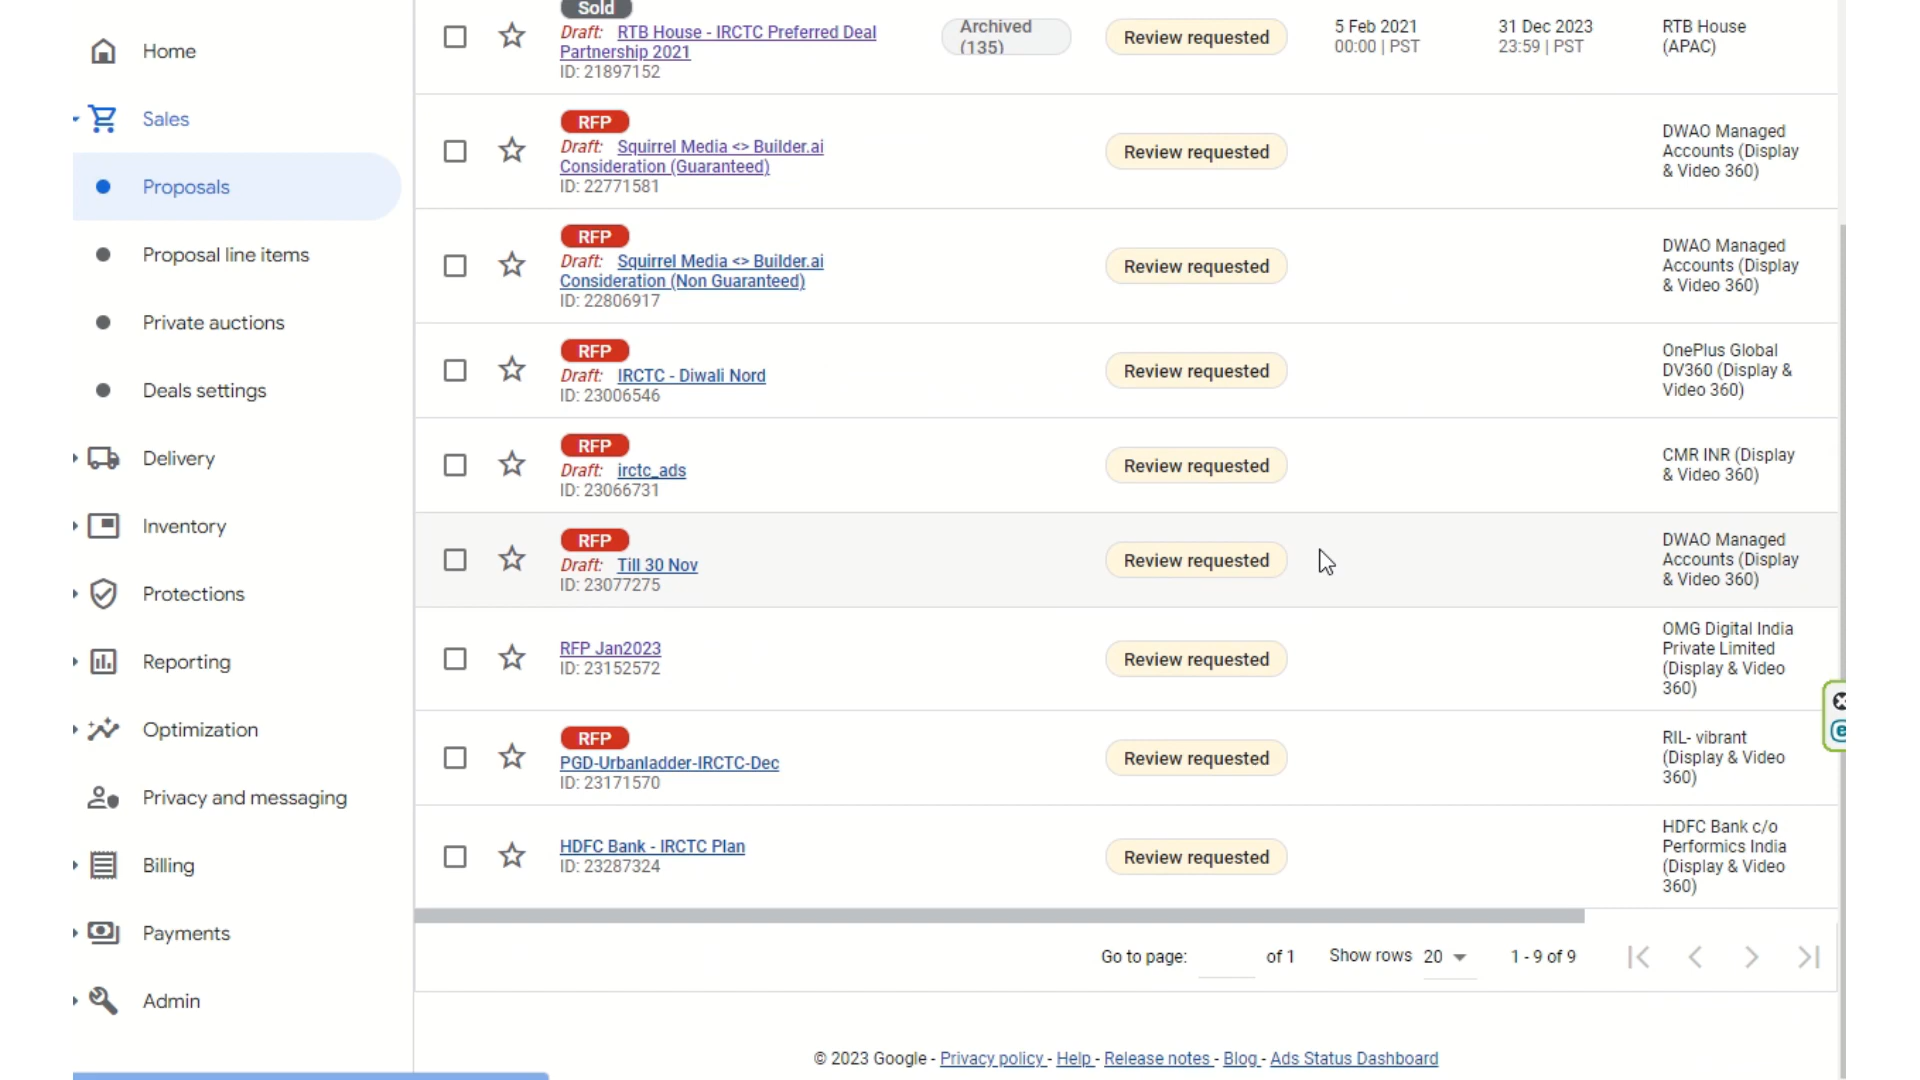 Home
Sales
Proposals
Proposal line items
Private auctions
Deals settings
Delivery
Inventory
Protections
Reporting
Optimization
Privacy and messaging
Billing
Payments
Admin
Sold
Draft: RTB House - IRCTC Preferred Deal
Partnership 2021
ID: 21897152
Archived
(135)
Review requested
5 Feb 2021
00:00 | PST
31 Dec 2023
23:59 | PST
RTB House
(APAC)
RFP
Draft: Squirrel Media <> Builder.ai
Consideration (Guaranteed)
ID: 22771581
Review requested
DWAO Managed
Accounts (Display
& Video 360)
RFP
Draft: Squirrel Media <> Builder.ai
Consideration (Non Guaranteed)
ID: 22806917
Review requested
DWAO Managed
Accounts (Display
& Video 360)
RFP
Draft: IRCTC - Diwali Nord
ID: 23006546
Review requested
OnePlus Global
DV360 (Display &
Video 360)
RFP
Draft: irctc_ads
ID: 23066731
Review requested
CMR INR (Display
& Video 360)
RFP
Draft: Till 30 Nov
ID: 23077275
Review requested
DWAO Managed
Accounts (Display
& Video 360)
RFP Jan2023
ID: 23152572
Review requested
OMG Digital India
Private Limited
(Display & Video
360)
RFP
PGD-Urbanladder-IRCTC-Dec
ID: 23171570
Review requested
RIL- vibrant
(Display & Video
360)
HDFC Bank - IRCTC Plan
ID: 23287324
Review requested
HDFC Bank c/o
Performics India
(Display & Video
360)
Go to page: of 1 Show rows 20 1 - 9 of 9
© 2023 Google - Privacy policy - Help - Release notes - Blog - Ads Status Dashboard